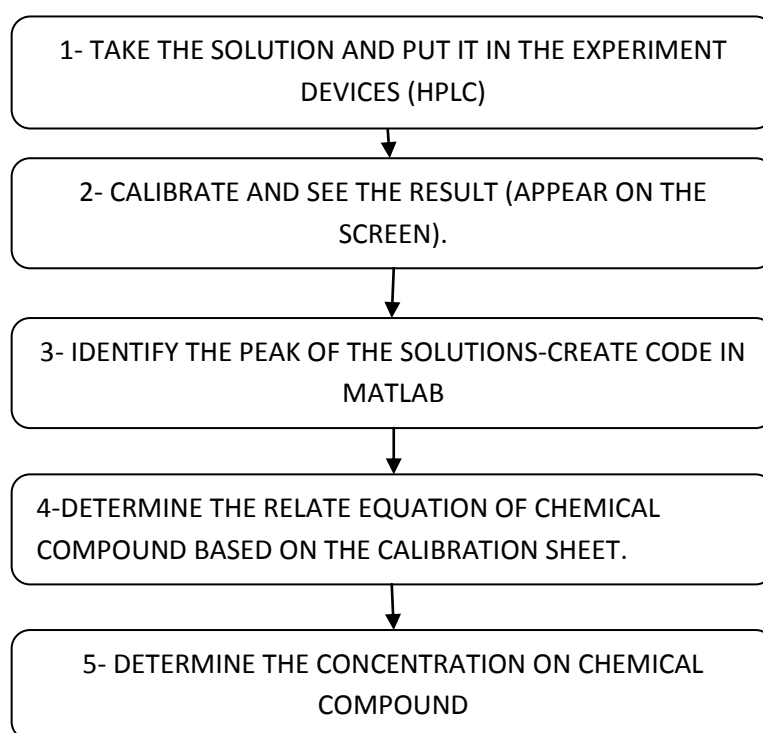 1- TAKE THE SOLUTION AND PUT IT IN THE EXPERIMENT
DEVICES (HPLC)
2- CALIBRATE AND SEE THE RESULT (APPEAR ON THE
SCREEN).
3- IDENTIFY THE PEAK OF THE SOLUTIONS-CREATE CODE IN
MATLAB
4-DETERMINE THE RELATE EQUATION OF CHEMICAL
COMPOUND BASED ON THE CALIBRATION SHEET.
5- DETERMINE THE CONCENTRATION ON CHEMICAL
COMPOUND